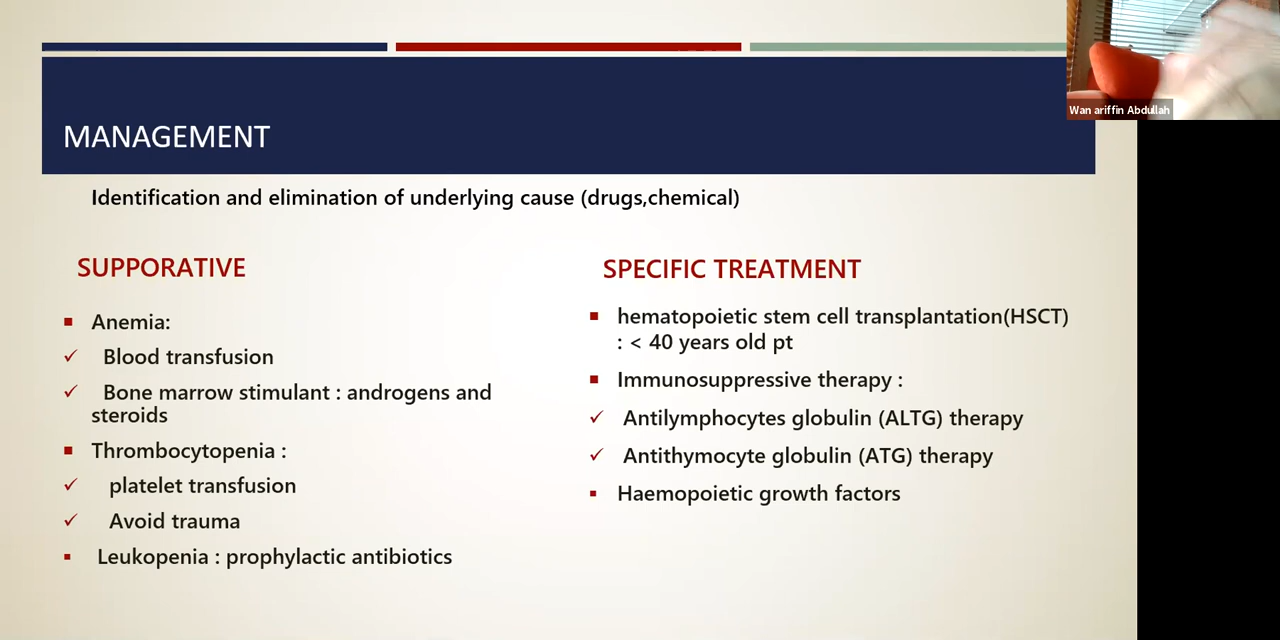 Wan ariffin Abdullah
MANAGEMENT
Identification and elimination of underlying cause (drugs,chemical)
SUPPORATIVE
Anemia:
Blood transfusion
Bone marrow stimulant : androgens and
steroids
Thrombocytopenia :
platelet transfusion
Avoid trauma
Leukopenia : prophylactic antibiotics
SPECIFIC TREATMENT
hematopoietic stem cell transplantation(HSCT)
: < 40 years old pt
Immunosuppressive therapy :
Antilymphocytes globulin (ALTG) therapy
Antithymocyte globulin (ATG) therapy
Haemopoietic growth factors